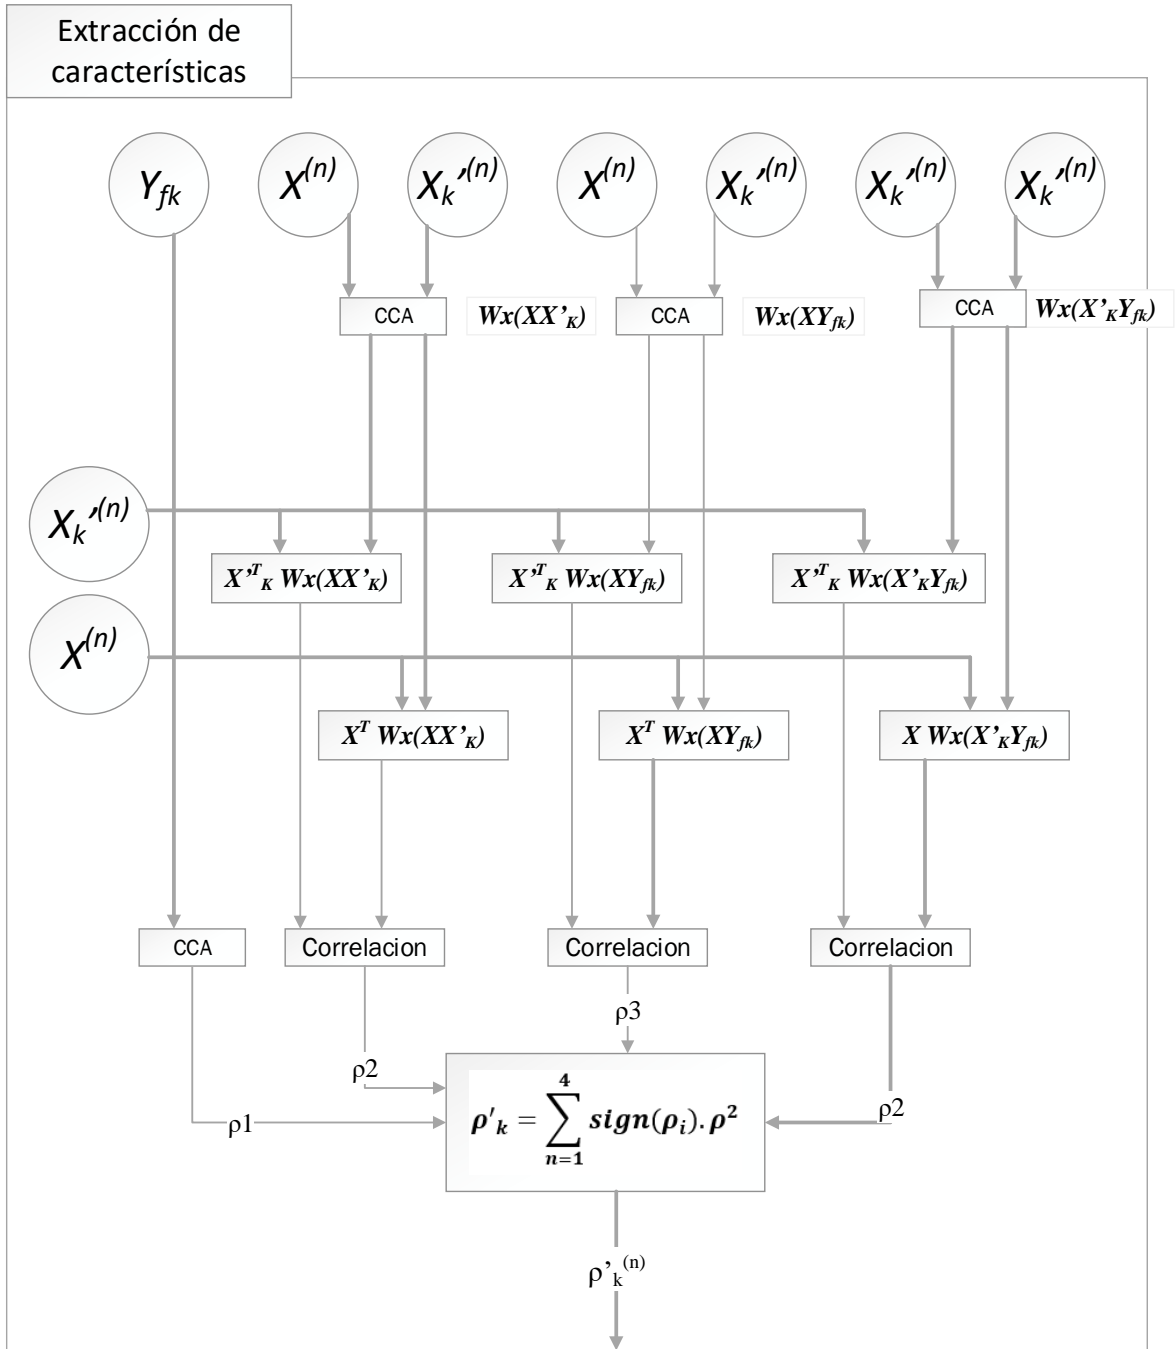 Extracción de
características
Y_fk
X^(n)
X_k'^(n)
X^(n)
X_k'^(n)
X_k'^(n)
X_k'^(n)
CCA
Wx(XX'_K)
CCA
Wx(XY_fk)
CCA
Wx(X'_K Y_fk)
X_k'^(n)
X'^T_K Wx(XX'_K)
X'^T_K Wx(XY_fk)
X'^T_K Wx(X'_K Y_fk)
X^(n)
X^T Wx(XX'_K)
X^T Wx(XY_fk)
X Wx(X'_K Y_fk)
CCA
Correlacion
Correlacion
Correlacion
ρ3
ρ2
ρ2
ρ1
ρ'_k = ∑_{n=1}^{4} sign(ρ_i). ρ^2
ρ'_k^(n)